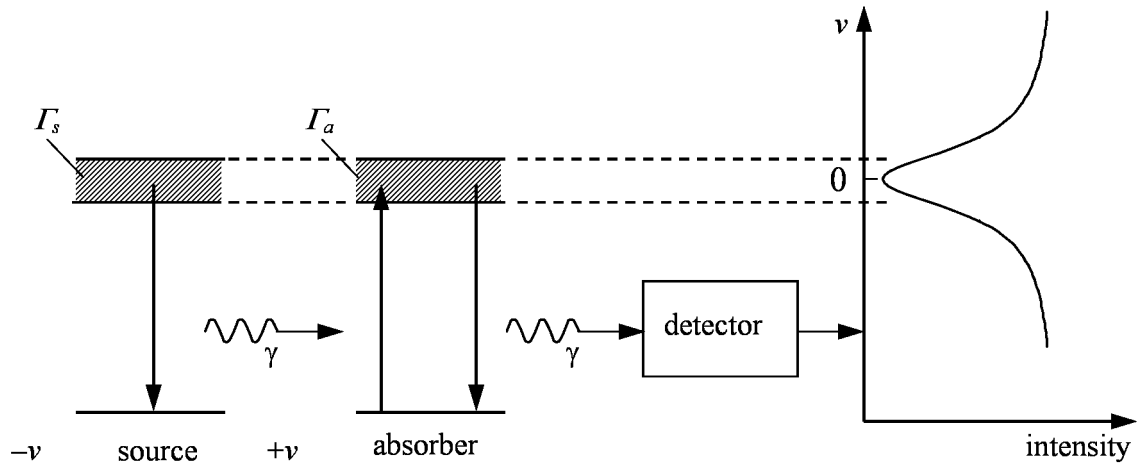 v
Γs
Γa
0
detector
γ
γ
–v
source
+v
absorber
intensity